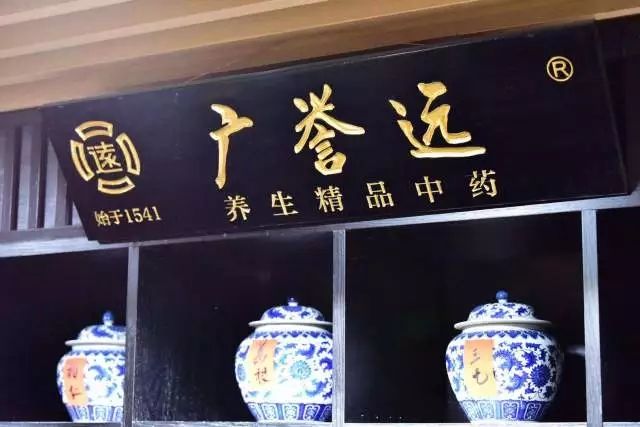 广誉远
®
遠
始于1541
养生精品中药
三七